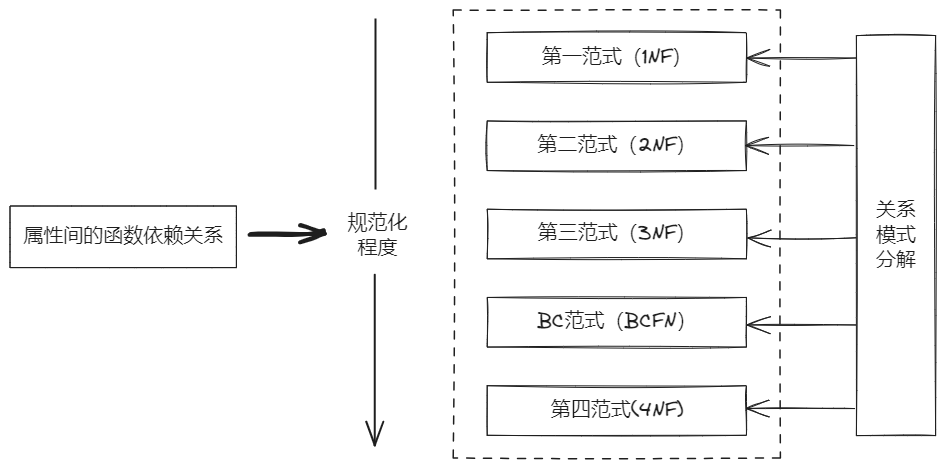 第一范式（1NF)
第二范式（2NF)
第三范式（3NF)
BC范式（BCFN)
第四范式(4NF)
属性间的函数依赖关系
规范化
程度
关系
模式
分解